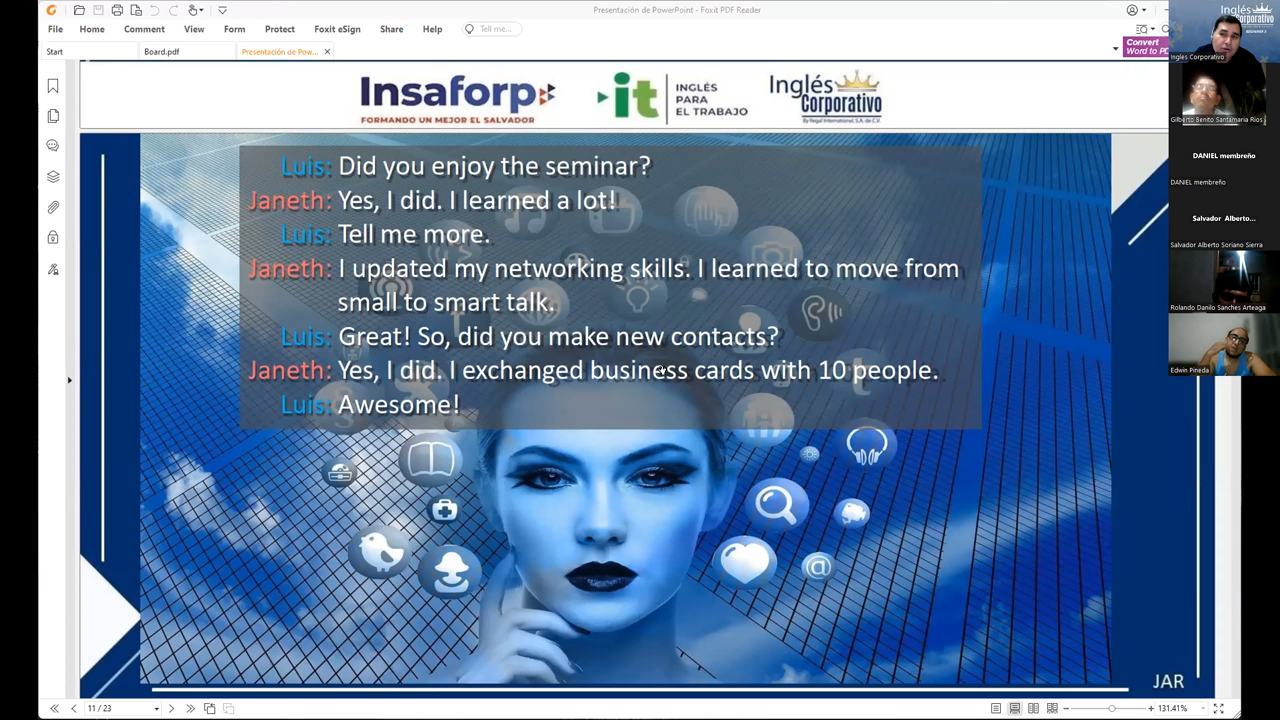 Presentación de PowerPoint - Foxit PDF Reader
File Home Comment View Form Protect Foxit eSign Share Help Tell me...
Start Board.pdf Presentación de Pow...
Convert
Word to PD
Insaforp
FORMANDO UN MEJOR EL SALVADOR
it INGLÉS
PARA
EL TRABAJO
Inglés
Corporativo
Luis: Did you enjoy the seminar?
Janeth: Yes, I did. I learned a lot!
Luis: Tell me more.
Janeth: I updated my networking skills. I learned to move from
small to smart talk.
Luis: Great! So, did you make new contacts?
Janeth: Yes, I did. I exchanged business cards with 10 people.
Luis: Awesome!
JAR
11 / 23
131.41%
Inglés
Corporativo
Ingles Corporativo
Gilberto Benito Santamaria Rios
DANIEL membreño
DANIEL membreño
Salvador Alberto...
Salvador Alberto Soriano Sierra
Rolando Danilo Sanches Arteaga
Edwin Pineda